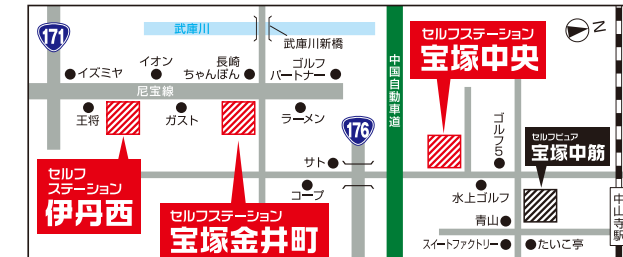 171
武庫川
武庫川新橋
イズミヤ
イオン
長崎
ちゃんぽん
ゴルフ
パートナー
尼宝線
王将
ガスト
ラーメン
176
サト
コープ
中国自動車道
セルフ
ステーション
伊丹西
セルフステーション
宝塚金井町
セルフステーション
宝塚中央
Z
ゴルフ5
セルフピュア
宝塚中筋
水上ゴルフ
青山
スイートファクトリー
たいこ亭
中山寺駅